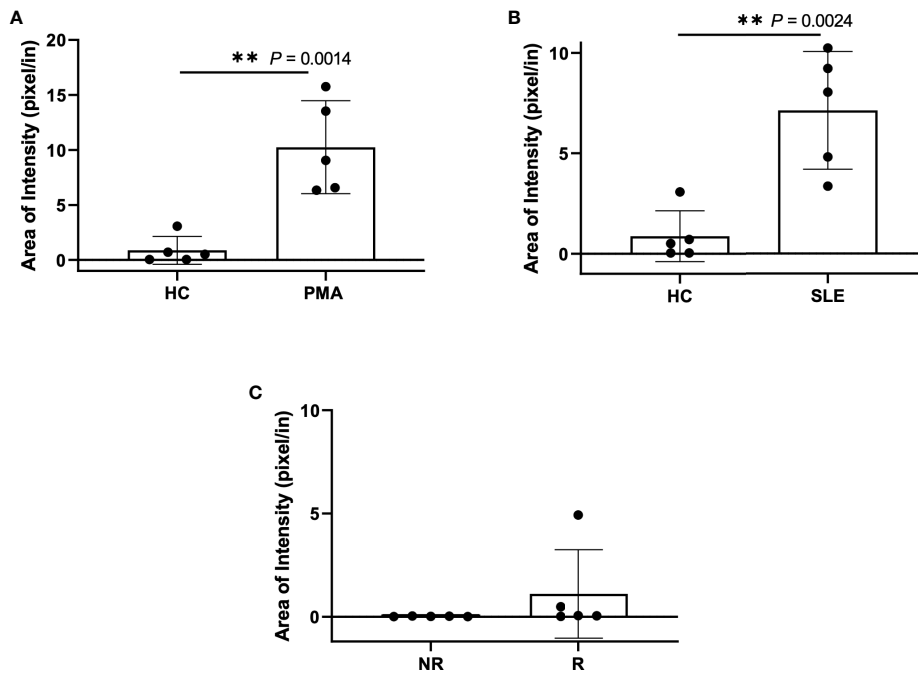 A
Area of Intensity (pixel/in)
20
15
10
5
0
** P = 0.0014
HC
PMA
B
Area of Intensity (pixel/in)
10
5
0
** P = 0.0024
HC
SLE
C
Area of Intensity (pixel/in)
10
5
0
NR
R